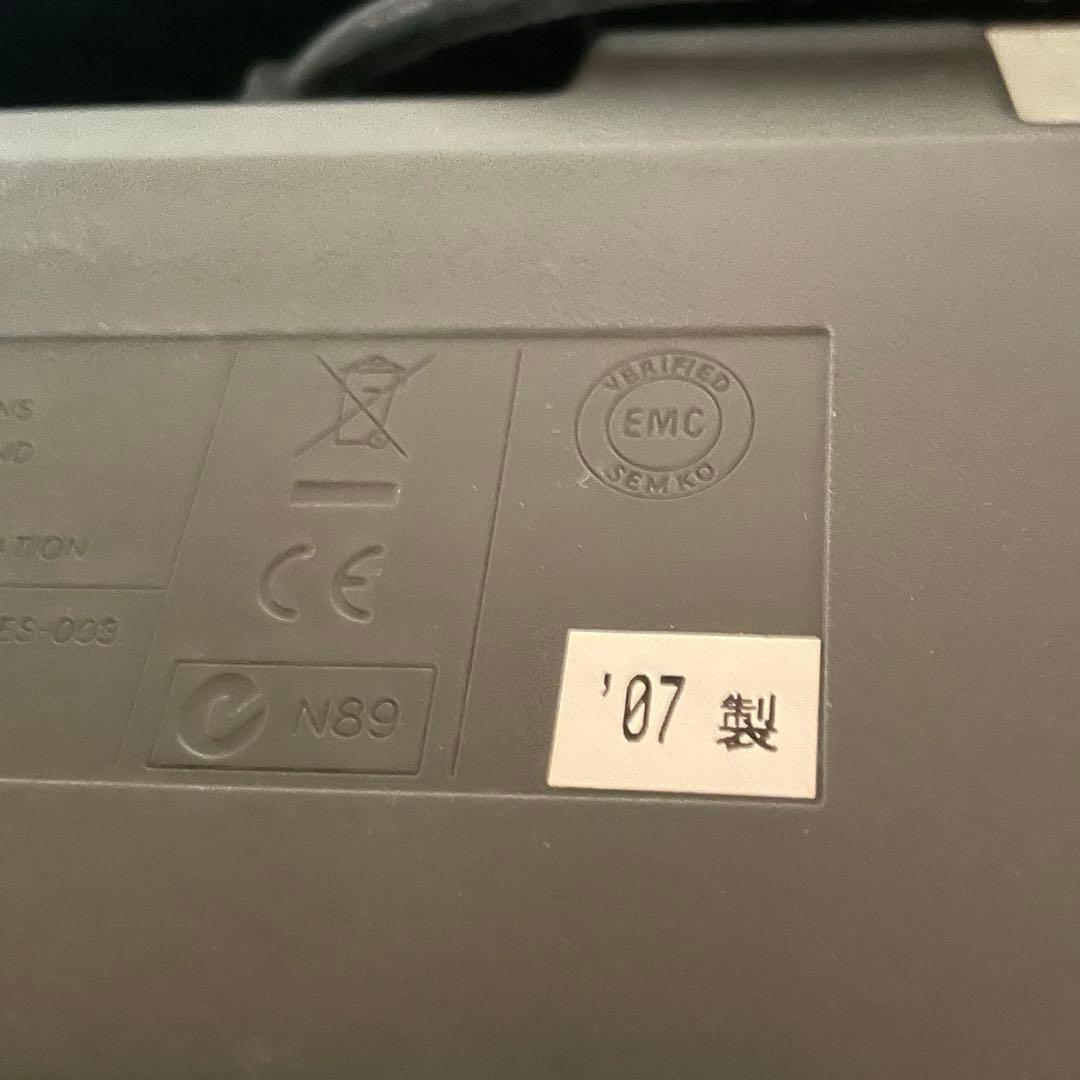 NS
ND
ATION
ES-003
CE
N89
VERIFIED
EMC
SEMKO
'07 製